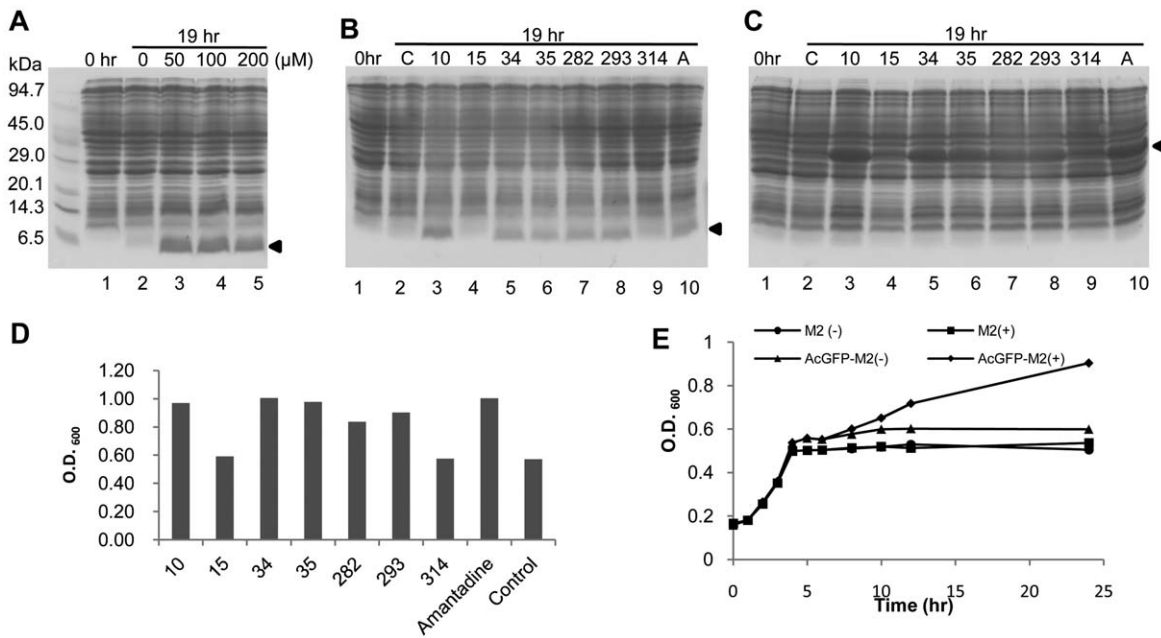 A
19 hr
0 hr 0 50 100 200 (μM)
kDa
94.7
45.0
29.0
20.1
14.3
6.5
1 2 3 4 5
B
19 hr
0hr C 10 15 34 35 282 293 314 A
1 2 3 4 5 6 7 8 9 10
C
19 hr
0hr C 10 15 34 35 282 293 314 A
1 2 3 4 5 6 7 8 9 10
D
O.D. 600
1.20
1.00
0.80
0.60
0.40
0.20
0.00
10 15 34 35 282 293 314 Amantadine Control
E
M2 (-) M2(+)
AcGFP-M2(-) AcGFP-M2(+)
O.D. 600
1
0.8
0.6
0.4
0.2
0
0 5 10 15 20 25
Time (hr)